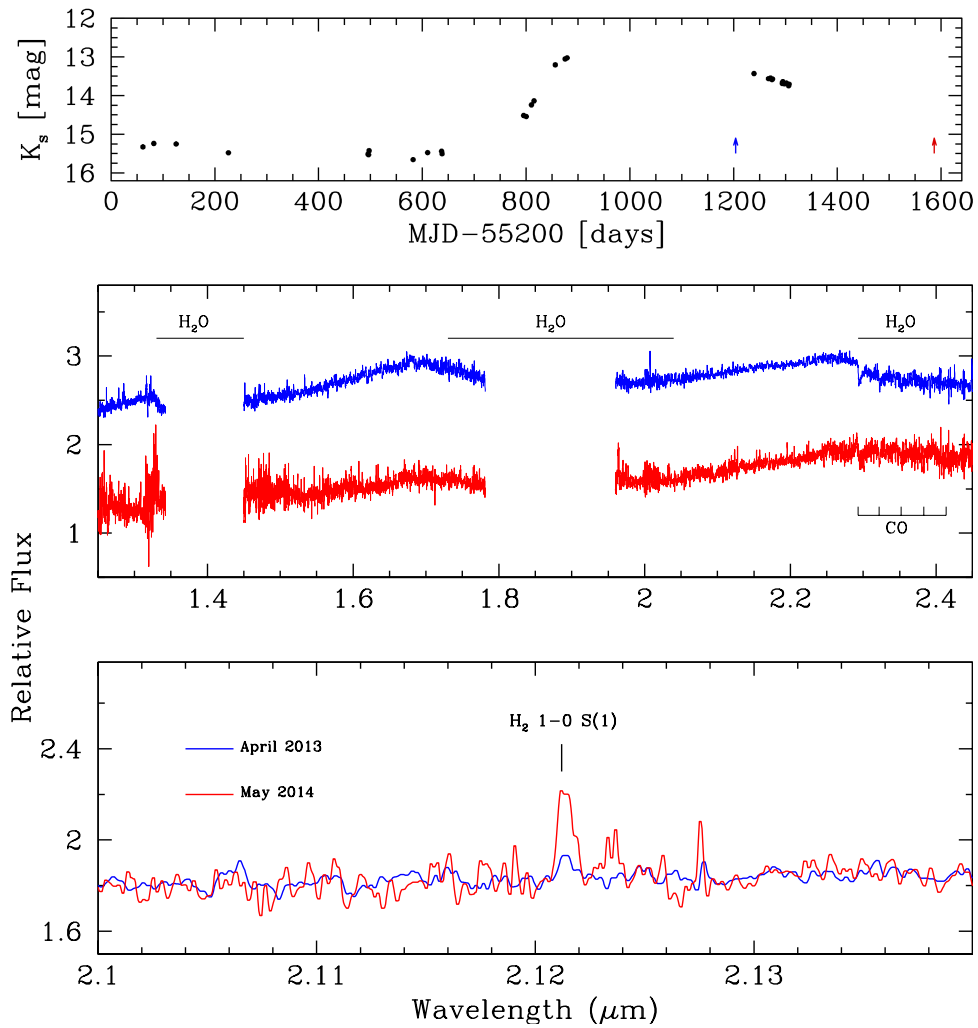 12
13
14
15
16
K_s [mag]
0 200 400 600 800 1000 1200 1400 1600
MJD−55200 [days]
H₂O H₂O H₂O
3
2
1
CO
1.4 1.6 1.8 2 2.2 2.4
Relative Flux
H₂ 1−0 S(1)
2.4
2
1.6
April 2013
May 2014
2.1 2.11 2.12 2.13
Wavelength (μm)